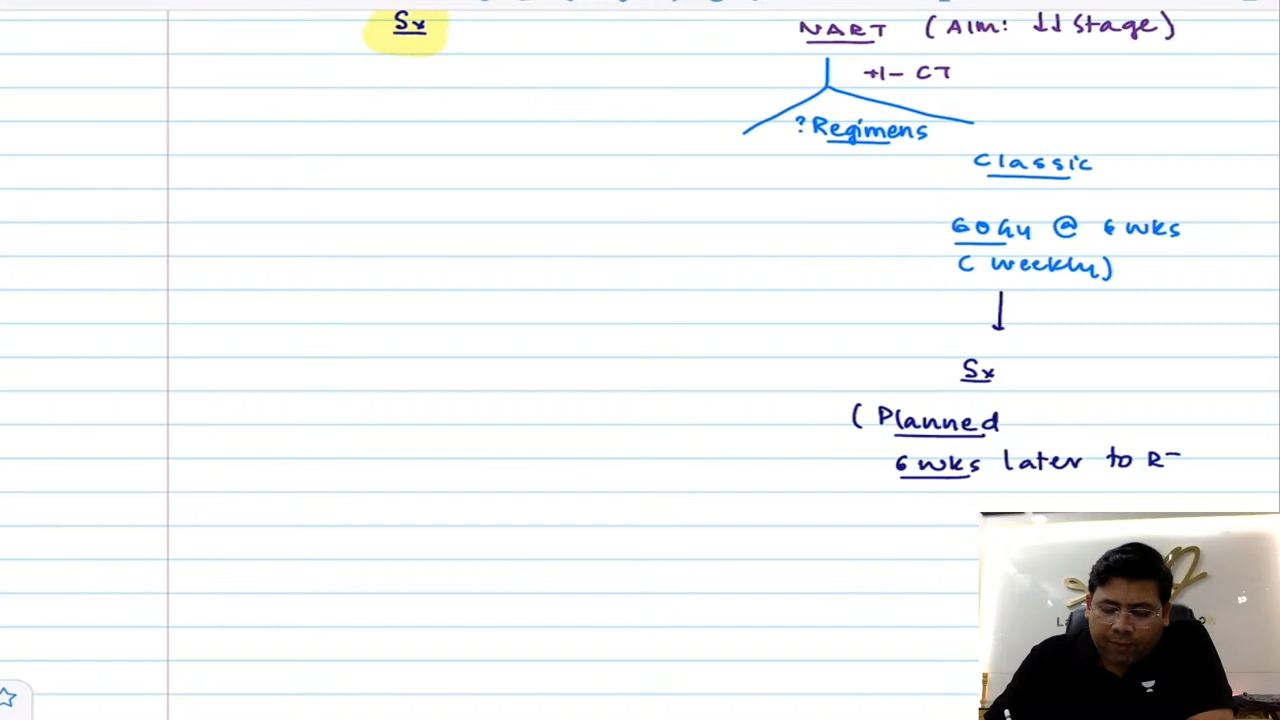 Sx
NART (AIM: ↓↓ Stage)
+/- CT
? Regimens
Classic
60Gy @ 6 wks
( weekly)
↓
Sx
( Planned
6 wks later to R